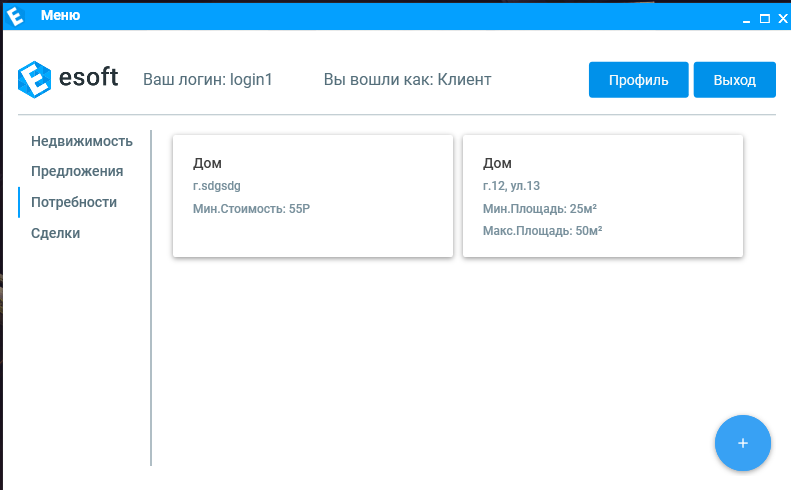 Меню
esoft
Ваш логин: login1
Вы вошли как: Клиент
Профиль
Выход
Недвижимость
Предложения
Потребности
Сделки
Дом
г.sdgsdg
Мин.Стоимость: 55Р
Дом
г.12, ул.13
Мин.Площадь: 25м²
Макс.Площадь: 50м²
+